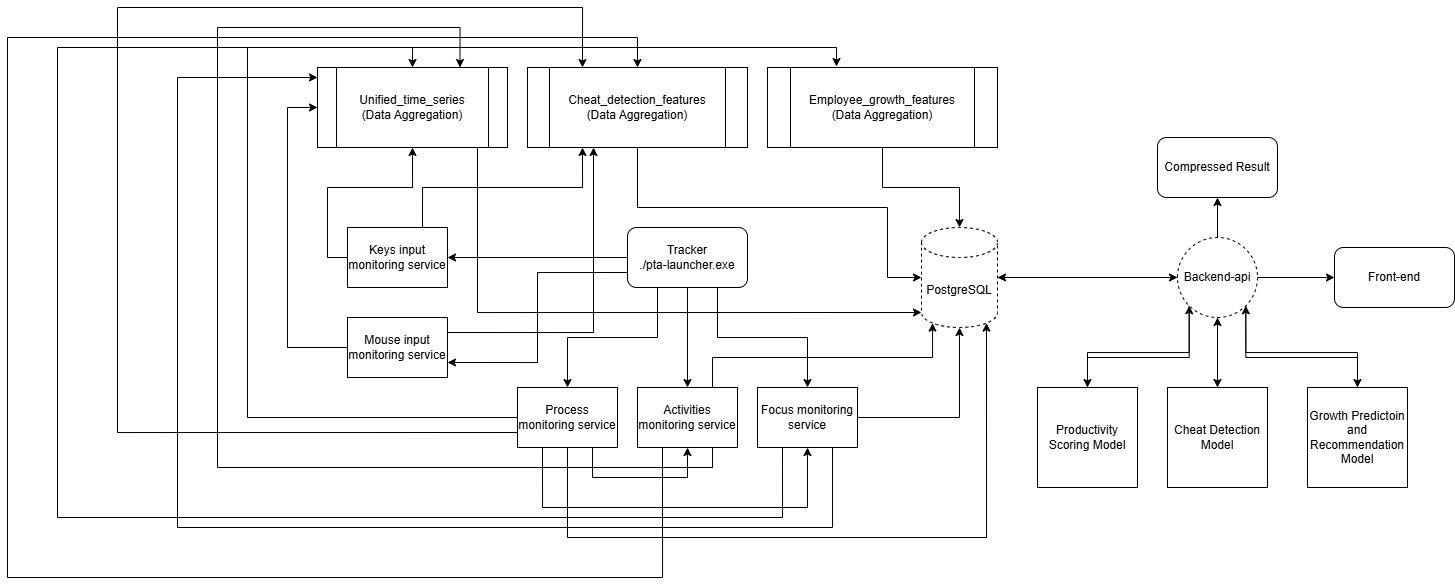 Unified_time_series
(Data Aggregation)
Cheat_detection_features
(Data Aggregation)
Employee_growth_features
(Data Aggregation)
Compressed Result
Keys input
monitoring service
Tracker
./pta-launcher.exe
PostgreSQL
Backend-api
Front-end
Mouse input
monitoring service
Process
monitoring service
Activities
monitoring service
Focus monitoring
service
Productivity
Scoring Model
Cheat Detection
Model
Growth Predictoin
and
Recommendation
Model